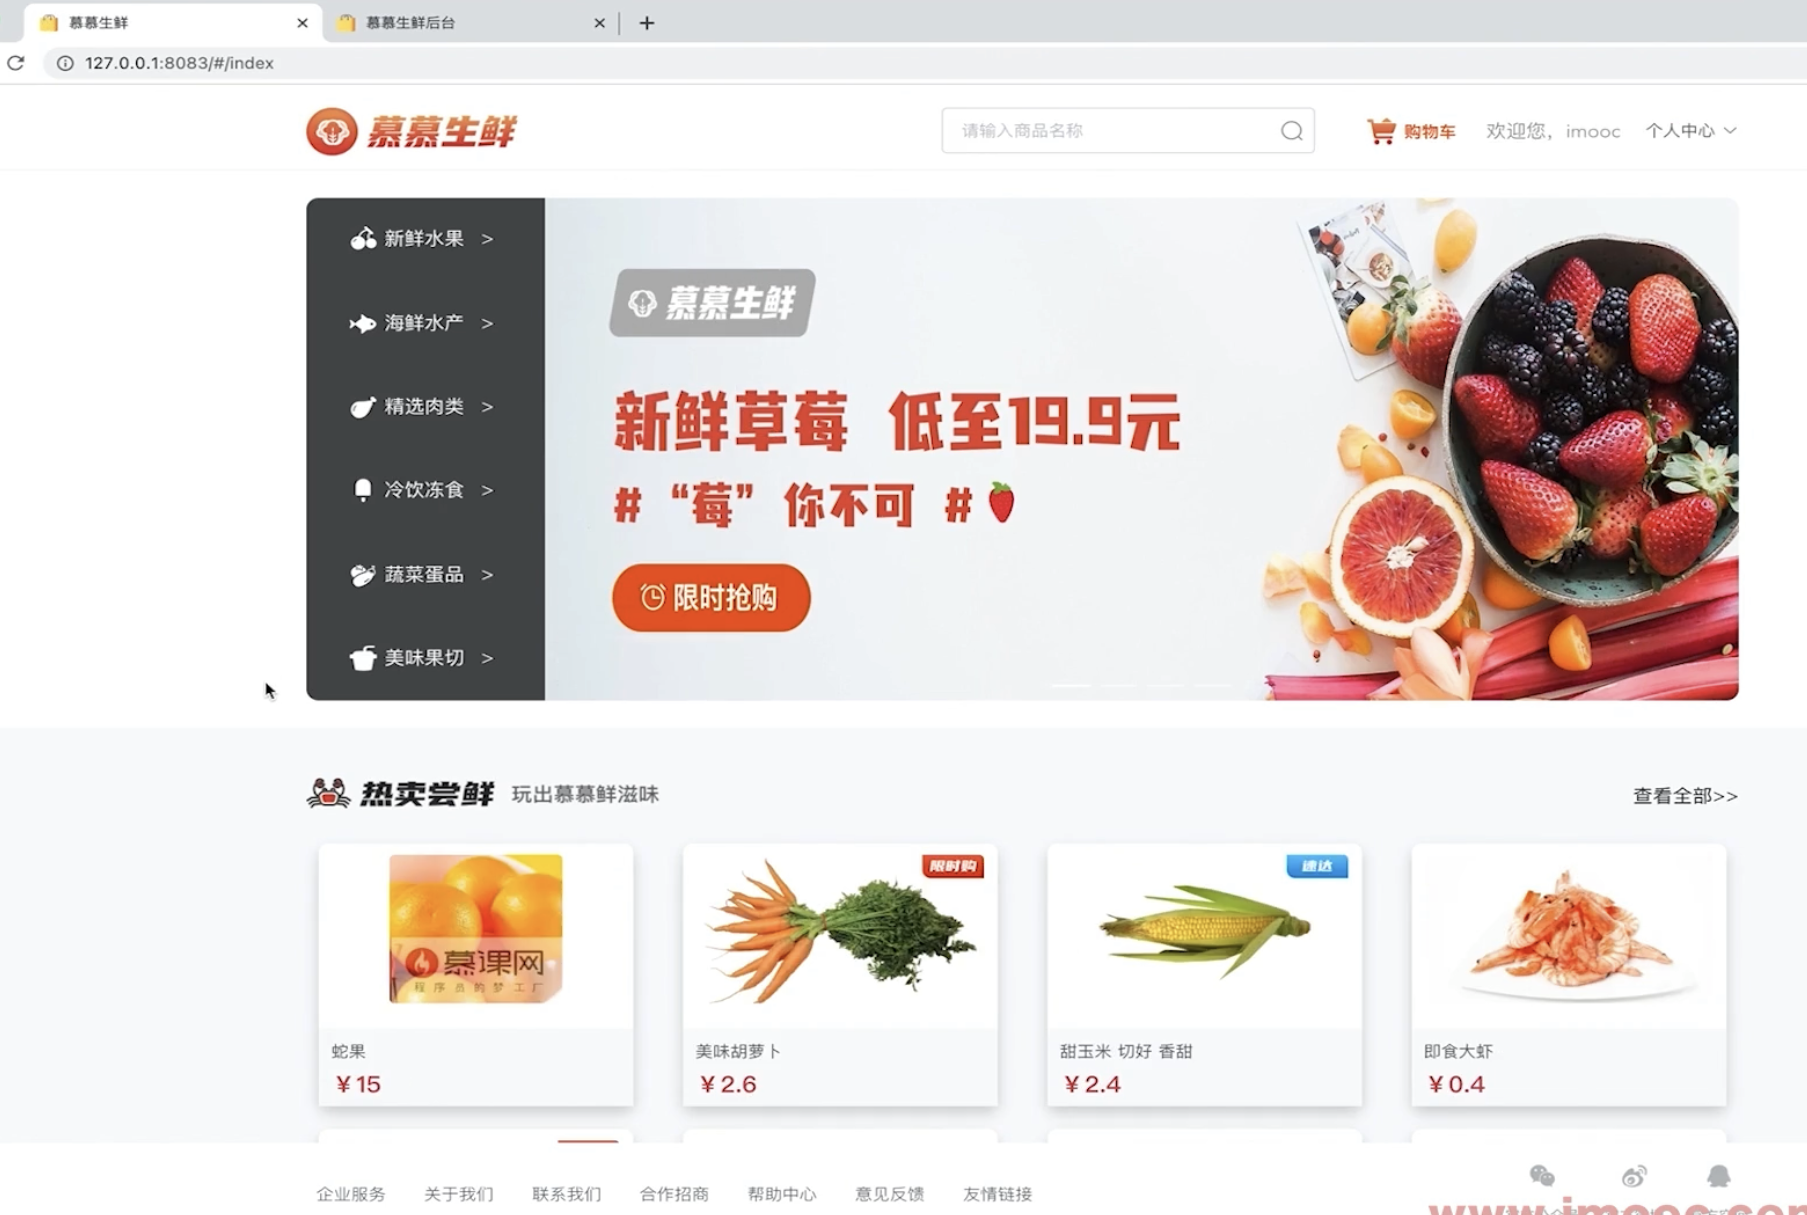 慕慕生鲜
慕慕生鲜后台
127.0.0.1:8083/#/index
慕慕生鲜
请输入商品名称
购物车
欢迎您，imooc
个人中心
新鲜水果 >
海鲜水产 >
精选肉类 >
冷饮冻食 >
蔬菜蛋品 >
美味果切 >
慕慕生鲜
新鲜草莓 低至19.9元
# “莓” 你不可 #
限时抢购
热卖尝鲜 玩出慕慕鲜滋味
查看全部>>
慕课网
程序员的梦工厂
限时购
速达
蛇果
¥15
美味胡萝卜
¥2.6
甜玉米 切好 香甜
¥2.4
即食大虾
¥0.4
企业服务 关于我们 联系我们 合作招商 帮助中心 意见反馈 友情链接